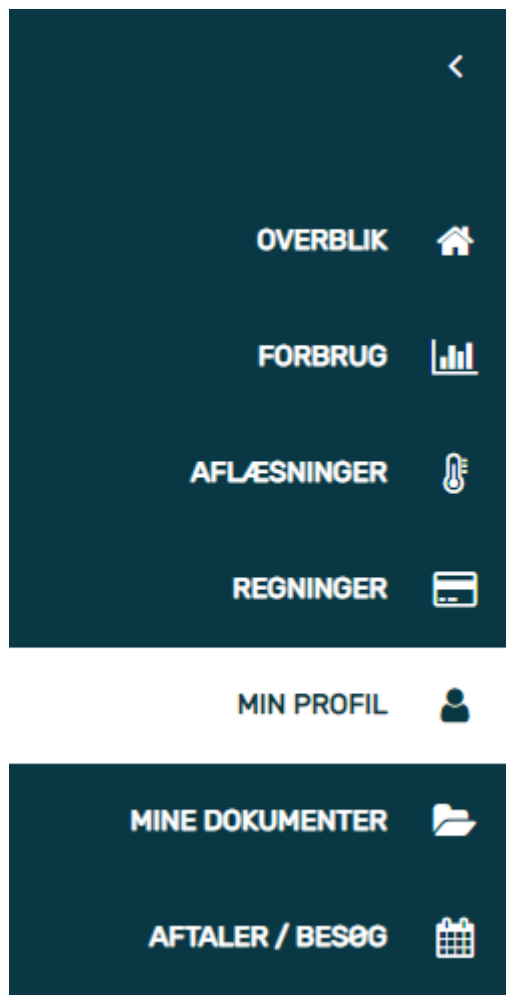 OVERBLIK
FORBRUG
AFLÆSNINGER
REGNINGER
MIN PROFIL
MINE DOKUMENTER
AFTALER / BESØG